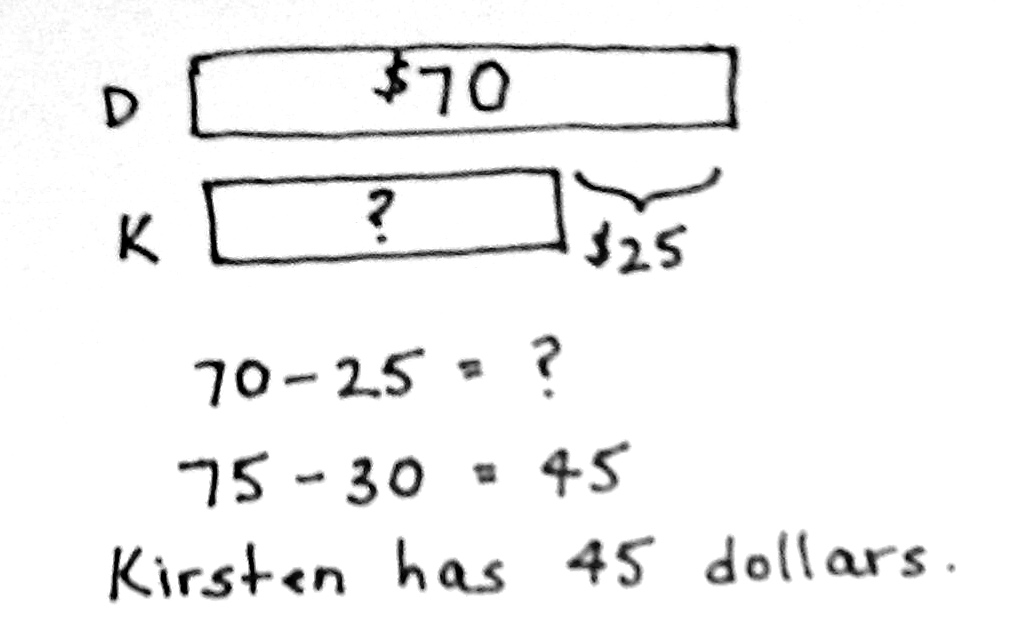 D $70
K ? $25
70 - 25 = ?
75 - 30 = 45
Kirsten has 45 dollars.